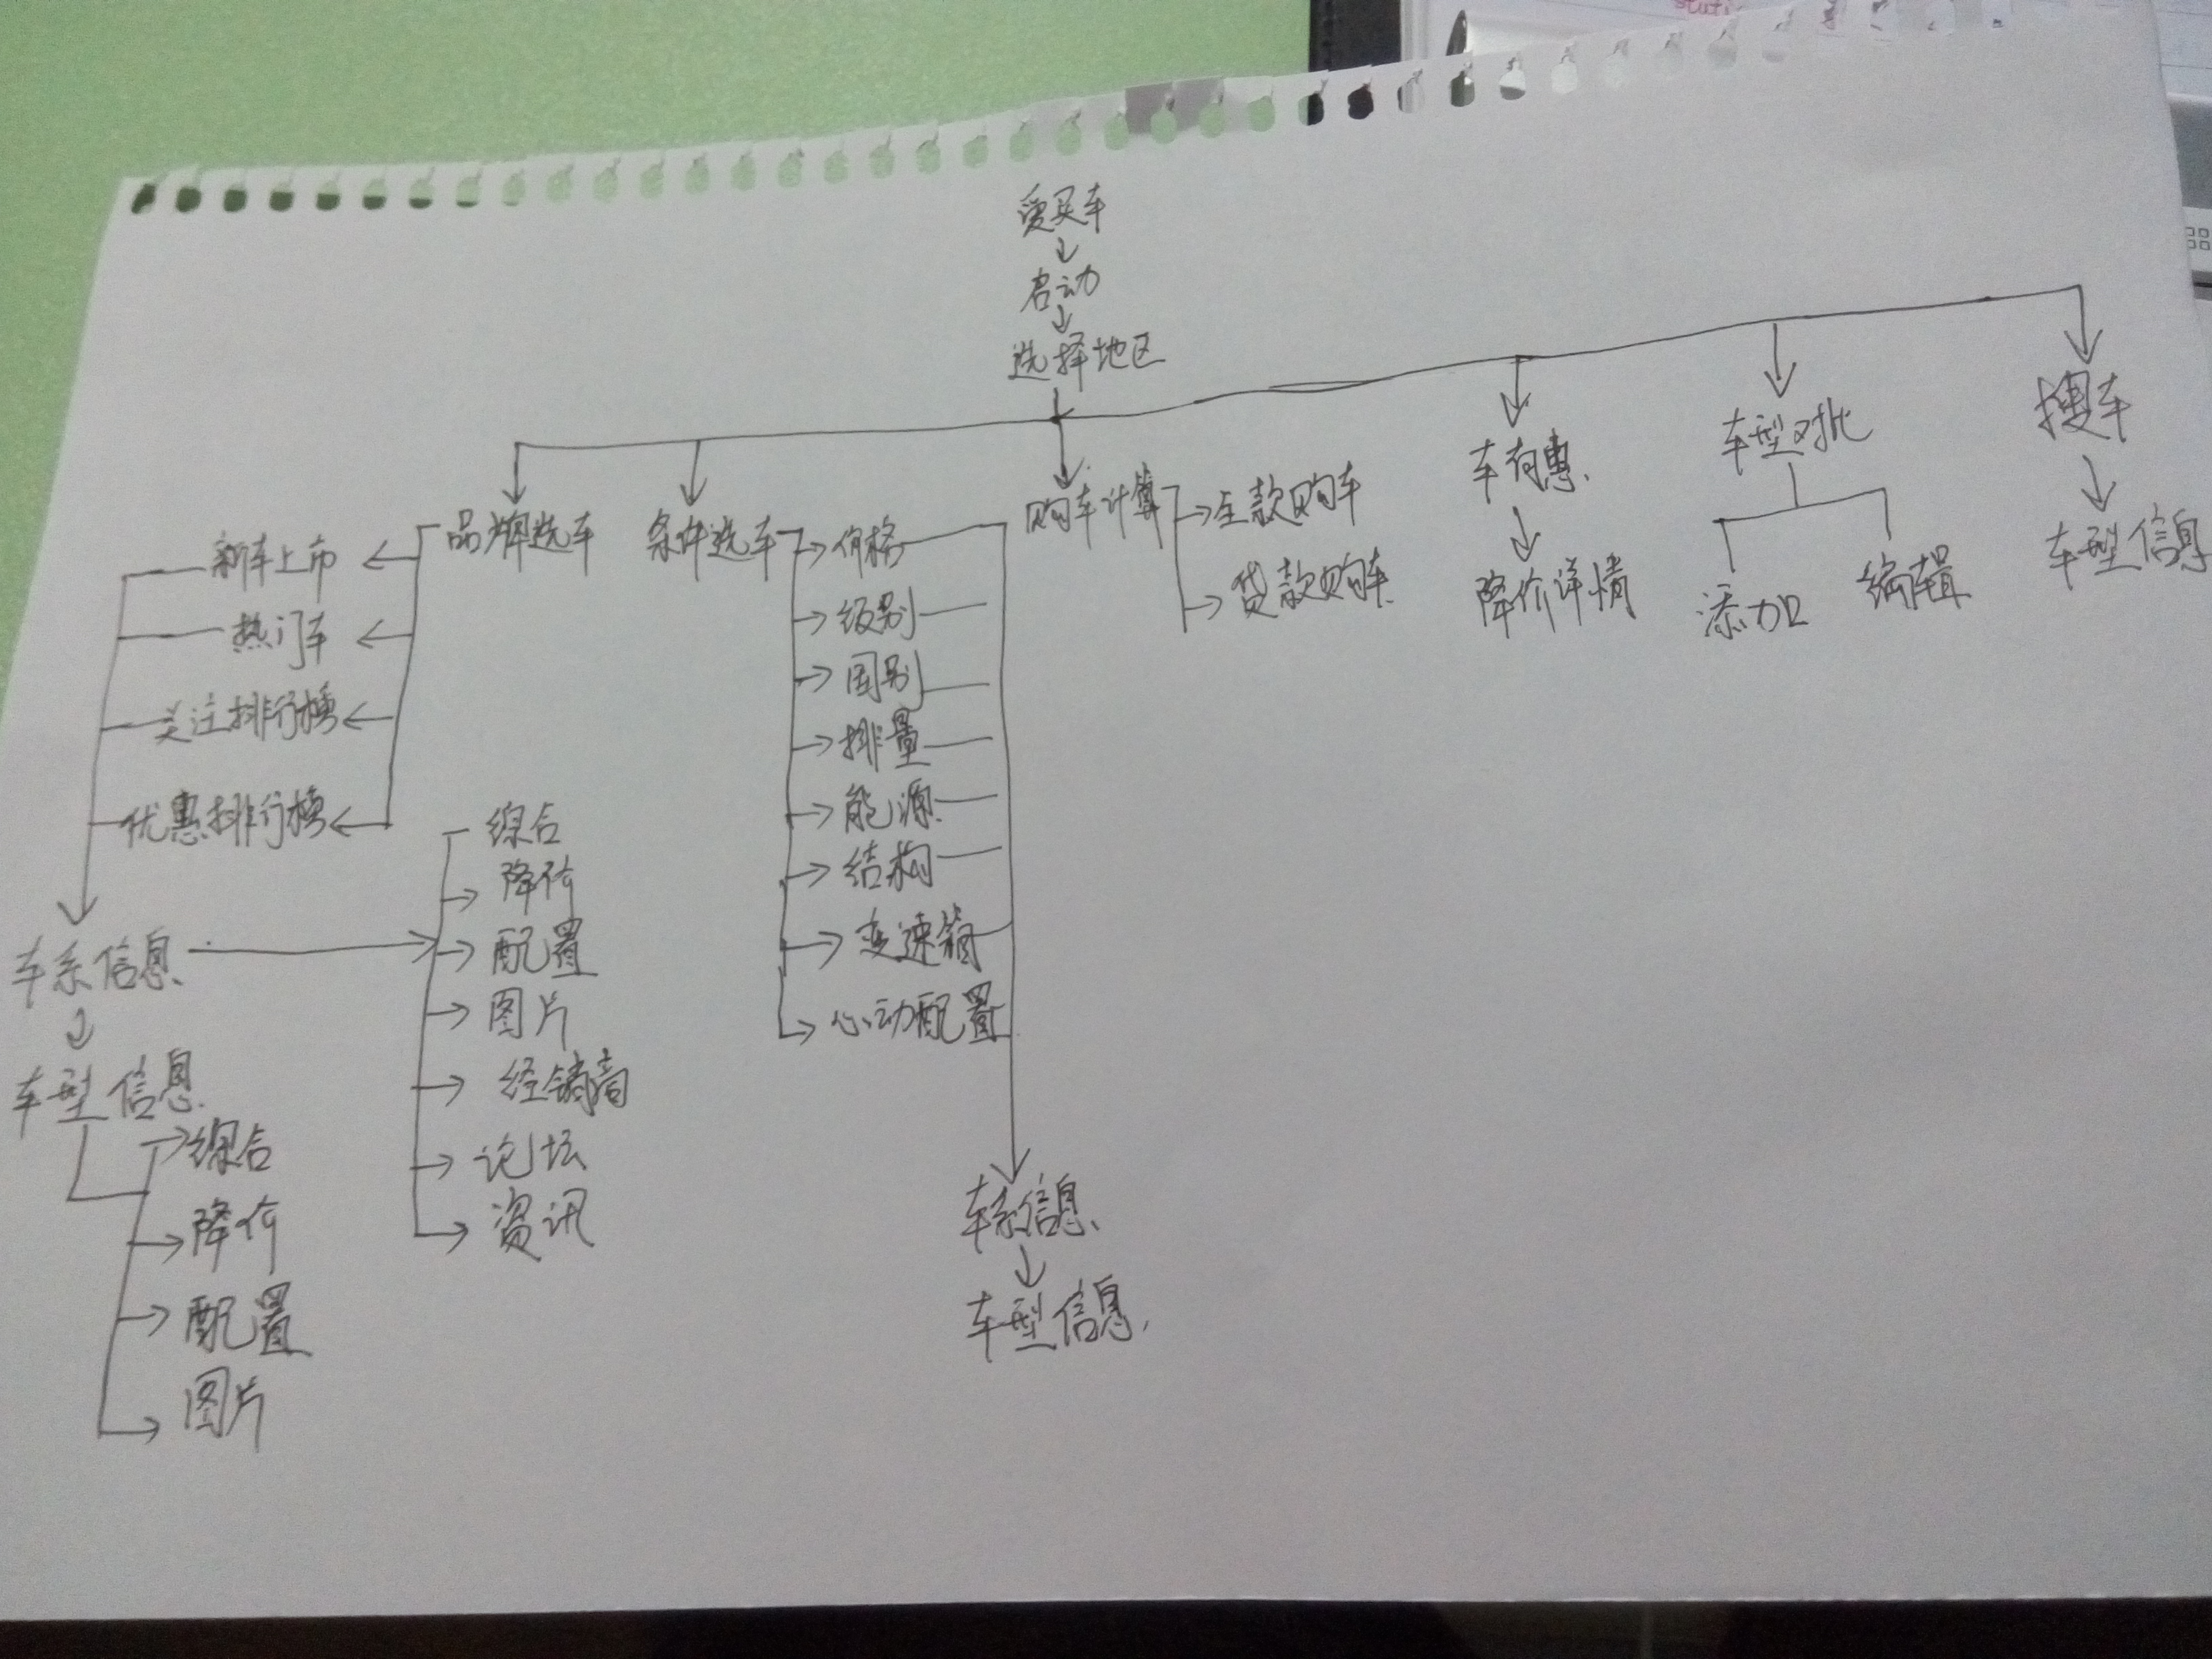 爱买车
启动
选择地区
品牌选车
新车上市
热门车
关注排行榜
优惠排行榜
车系信息
综合
降价
配置
图片
经销商
论坛
资讯
车型信息
综合
降价
配置
图片
条件选车
价格
级别
国别
排量
能源
结构
变速箱
心动配置
车系信息
车型信息
购车计算
全款购车
贷款购车
车有惠
降价详情
车型对比
添加
编辑
搜车
车型信息